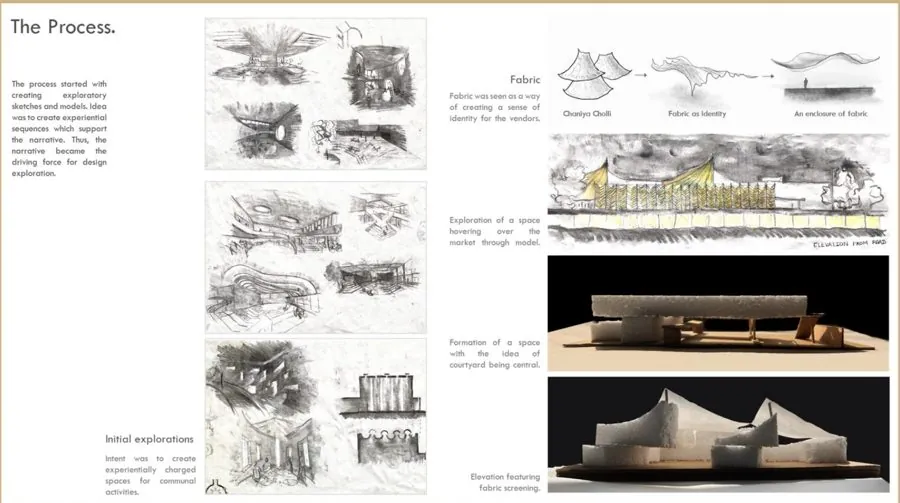 The Process.
The process started with
creating exploratory
sketches and models. Idea
was to create experiential
sequences which support
the narrative. Thus, the
narrative became the
driving force for design
exploration.
Initial explorations
Intent was to create
experientially charged
spaces for communal
activities.
Fabric
Fabric was seen as a way
of creating a sense of
identity for the vendors.
Chaniya Cholli
Fabric as identity
An enclosure of fabric
ELEVATION FROM ROAD
Exploration of a space
hovering over the
market through model.
Formation of a space
with the idea of
courtyard being central.
Elevation featuring
fabric screening.